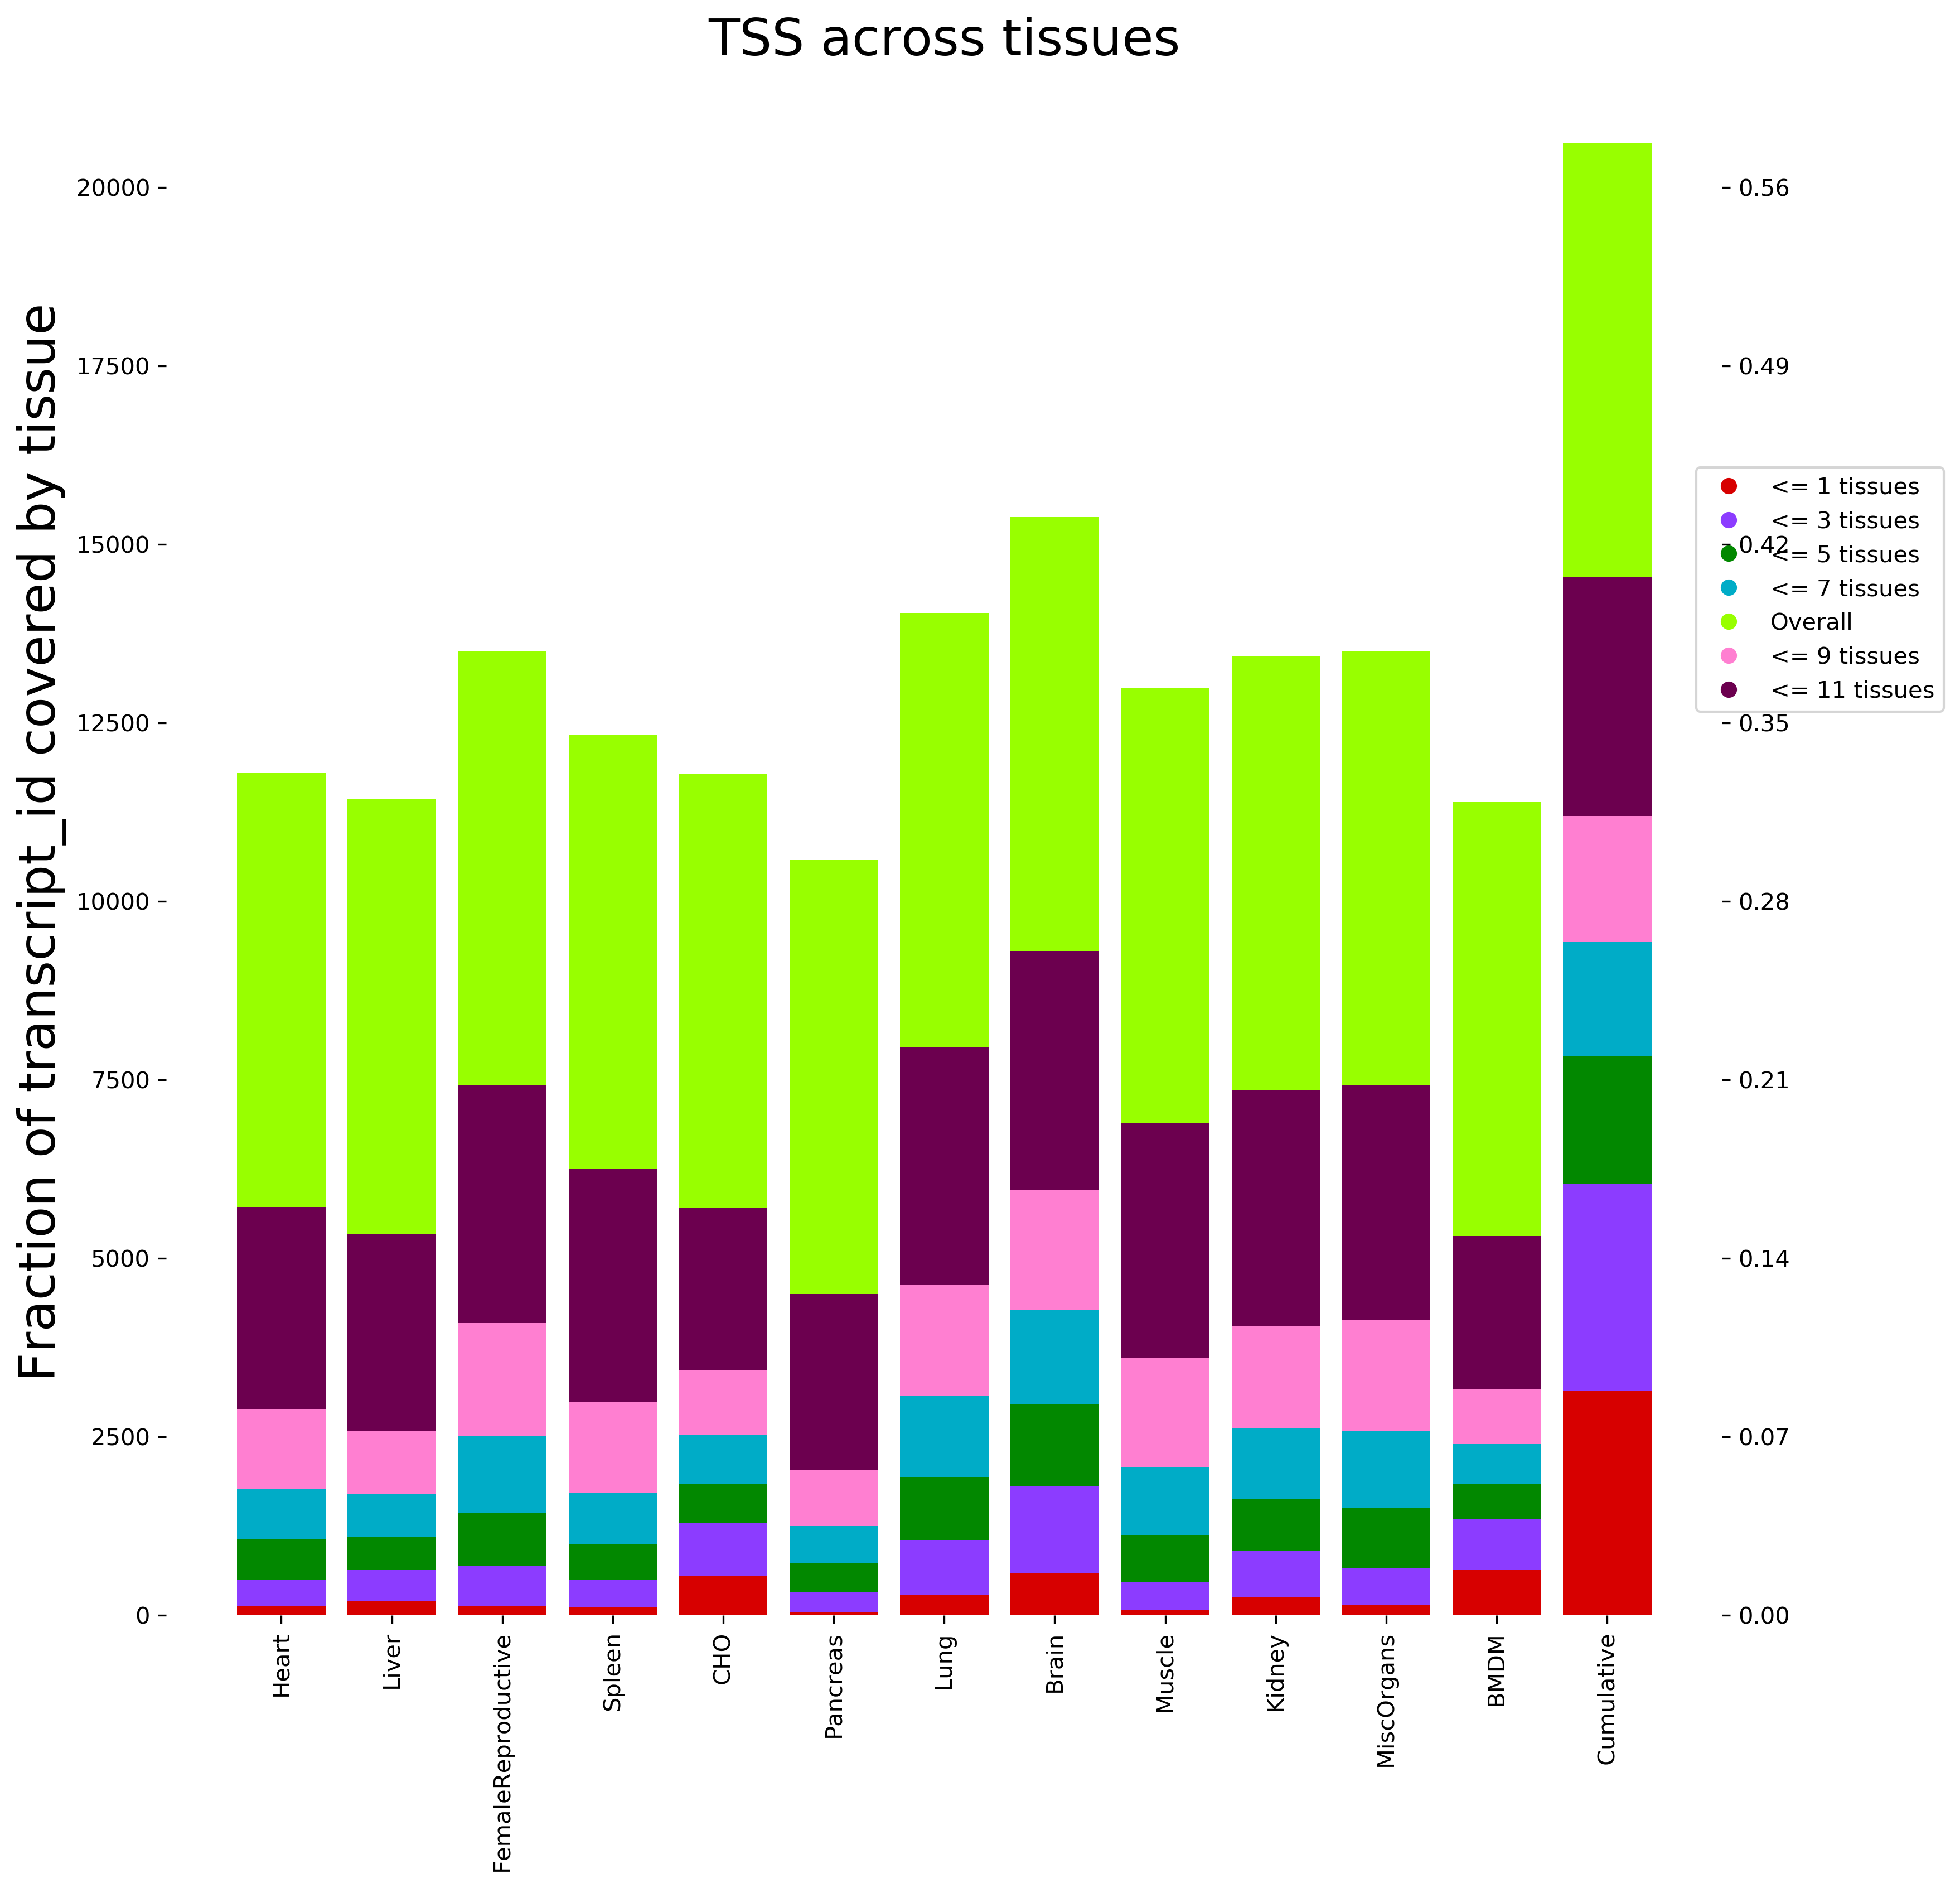 TSS across tissues
Fraction of transcript_id covered by tissue
20000
17500
15000
12500
10000
7500
5000
2500
0
0.56
0.49
0.42
0.35
0.28
0.21
0.14
0.07
0.00
<= 1 tissues
<= 3 tissues
<= 5 tissues
<= 7 tissues
Overall
<= 9 tissues
<= 11 tissues
Heart
Liver
FemaleReproductive
Spleen
CHO
Pancreas
Lung
Brain
Muscle
Kidney
MiscOrgans
BMDM
Cumulative